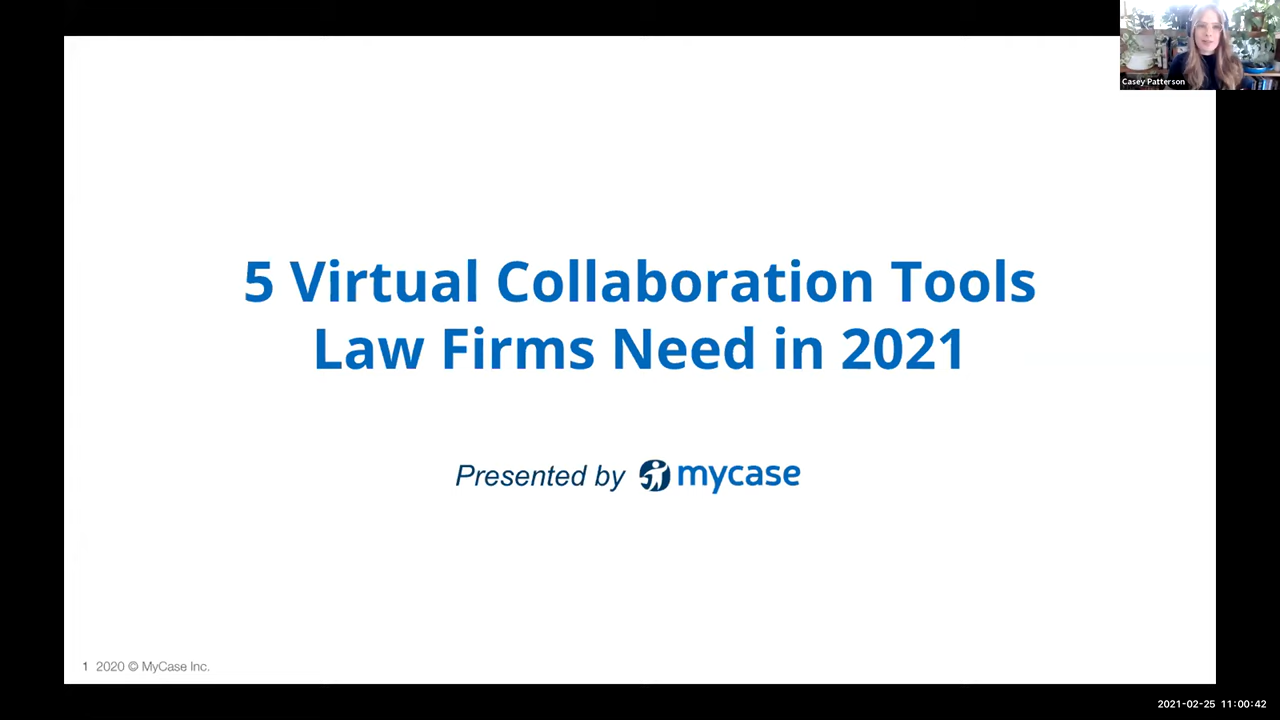 Casey Patterson
5 Virtual Collaboration Tools
Law Firms Need in 2021
Presented by mycase
1 2020 © MyCase Inc.
2021-02-25 11:00:42